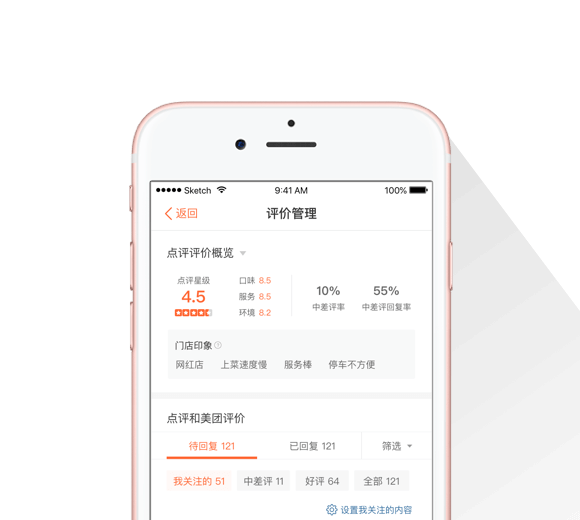 Sketch 9:41 AM 100%
返回 评价管理
点评评价概览
点评星级
4.5
口味 8.5
服务 8.5
环境 8.2
10%
中差评率
55%
中差评回复率
门店印象
网红店 上菜速度慢 服务棒 停车不方便
点评和美团评价
待回复 121 已回复 121 筛选
我关注的 51 中差评 11 好评 64 全部 121
设置我关注的内容